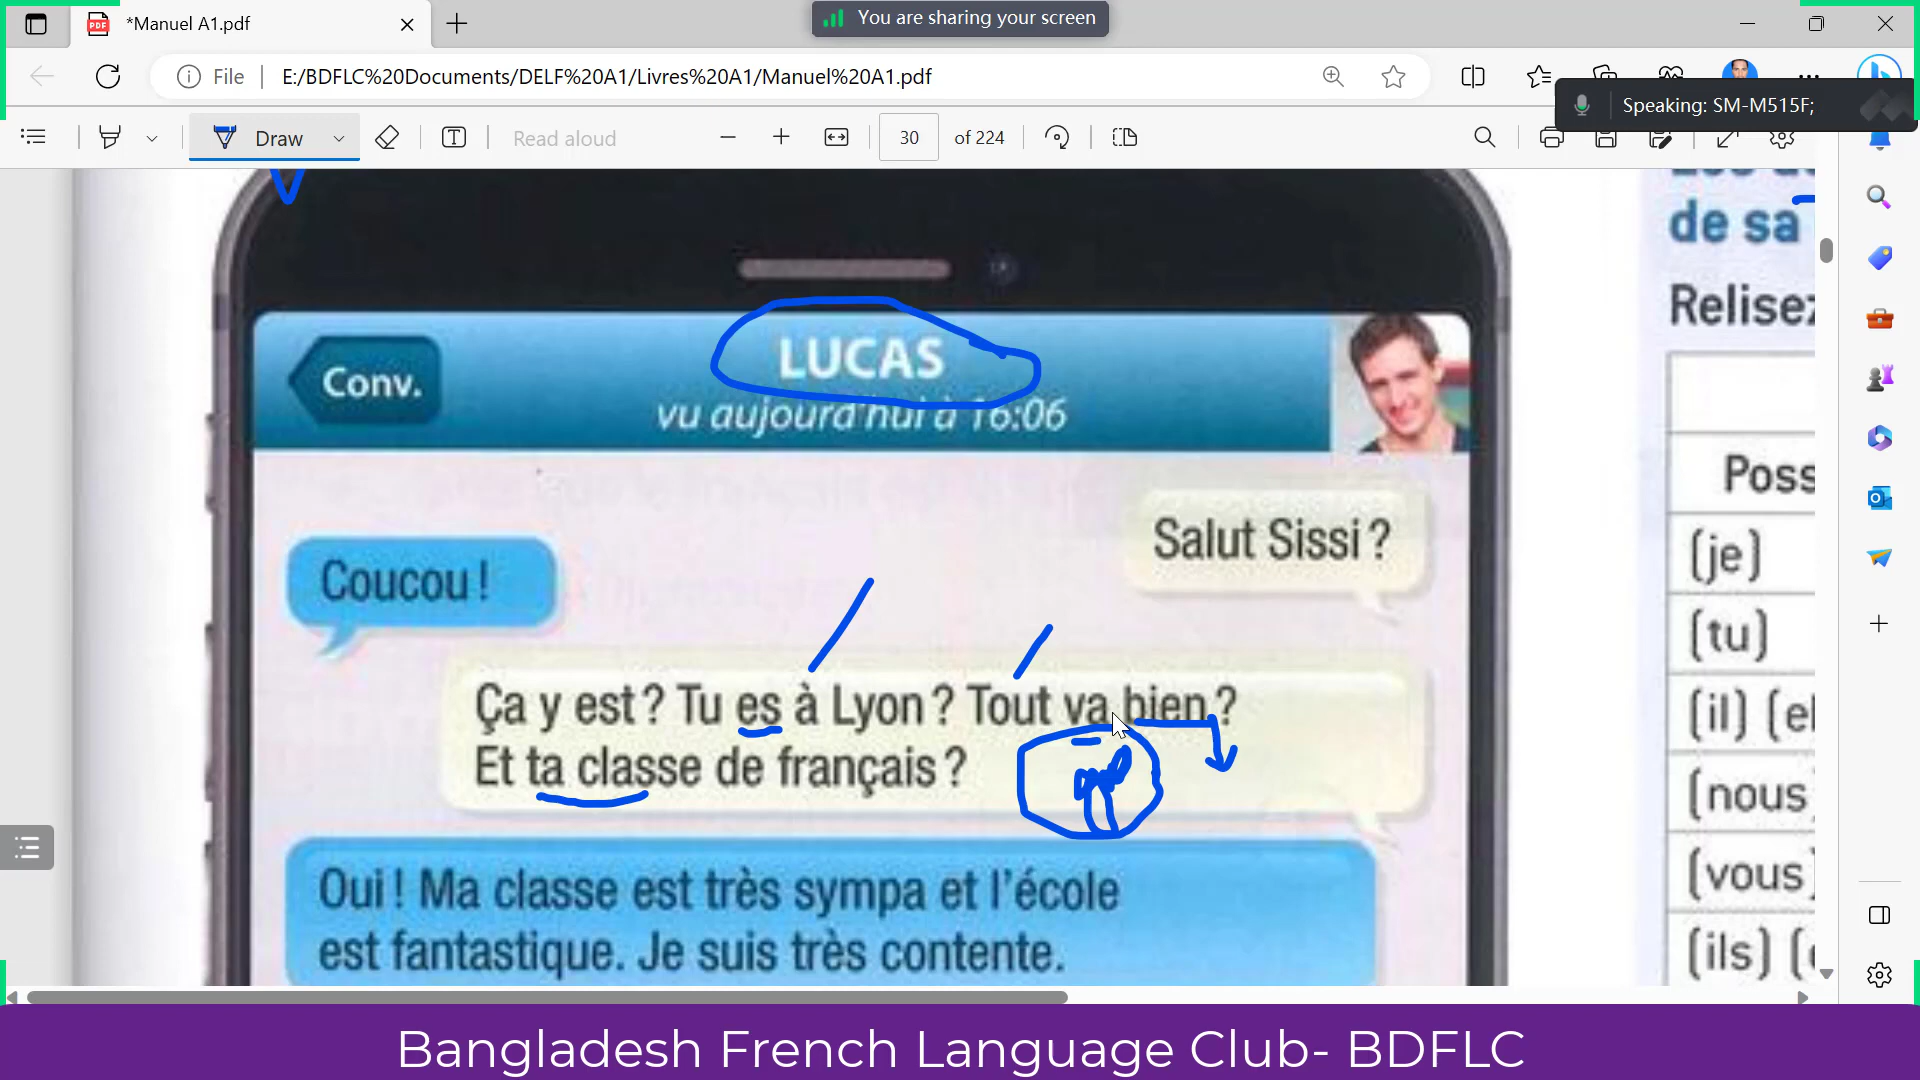 *Manuel A1.pdf
You are sharing your screen
File
E:/BDFLC%20Documents/DELF%20A1/Livres%20A1/Manuel%20A1.pdf
Speaking: SM-M515F;
Draw
Read aloud
30
of 224
de sa
Relisez
LUCAS
Conv.
vu aujourd'hui à 16:06
Poss
Salut Sissi ?
(je)
Coucou !
(tu)
Ça y est ? Tu es à Lyon ? Tout va bien ?
(il) (el
Et ta classe de français ?
(nous)
(vous)
Oui ! Ma classe est très sympa et l'école
est fantastique. Je suis très contente.
(ils) (
Bangladesh French Language Club- BDFLC